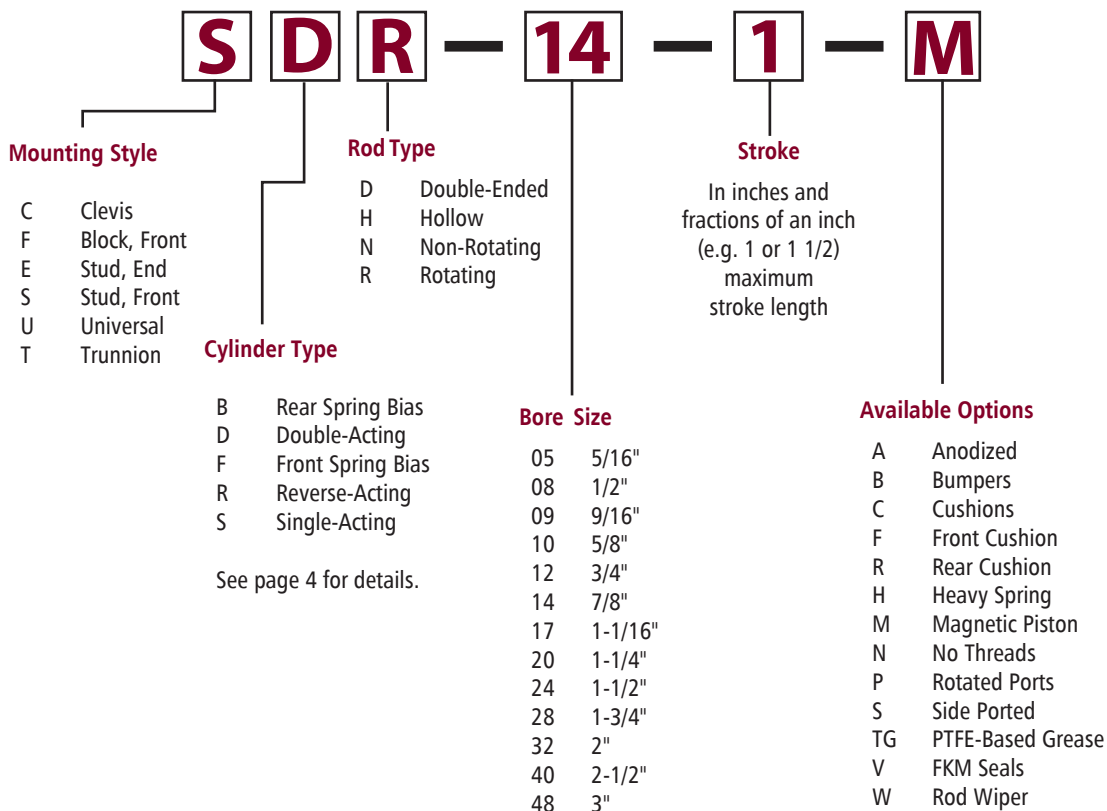 S D R — 14 — 1 — M
Mounting Style
C Clevis
F Block, Front
E Stud, End
S Stud, Front
U Universal
T Trunnion
Cylinder Type
B Rear Spring Bias
D Double-Acting
F Front Spring Bias
R Reverse-Acting
S Single-Acting
See page 4 for details.
Rod Type
D Double-Ended
H Hollow
N Non-Rotating
R Rotating
Bore Size
05 5/16"
08 1/2"
09 9/16"
10 5/8"
12 3/4"
14 7/8"
17 1-1/16"
20 1-1/4"
24 1-1/2"
28 1-3/4"
32 2"
40 2-1/2"
48 3"
Stroke
In inches and
fractions of an inch
(e.g. 1 or 1 1/2)
maximum
stroke length
Available Options
A Anodized
B Bumpers
C Cushions
F Front Cushion
R Rear Cushion
H Heavy Spring
M Magnetic Piston
N No Threads
P Rotated Ports
S Side Ported
TG PTFE-Based Grease
V FKM Seals
W Rod Wiper